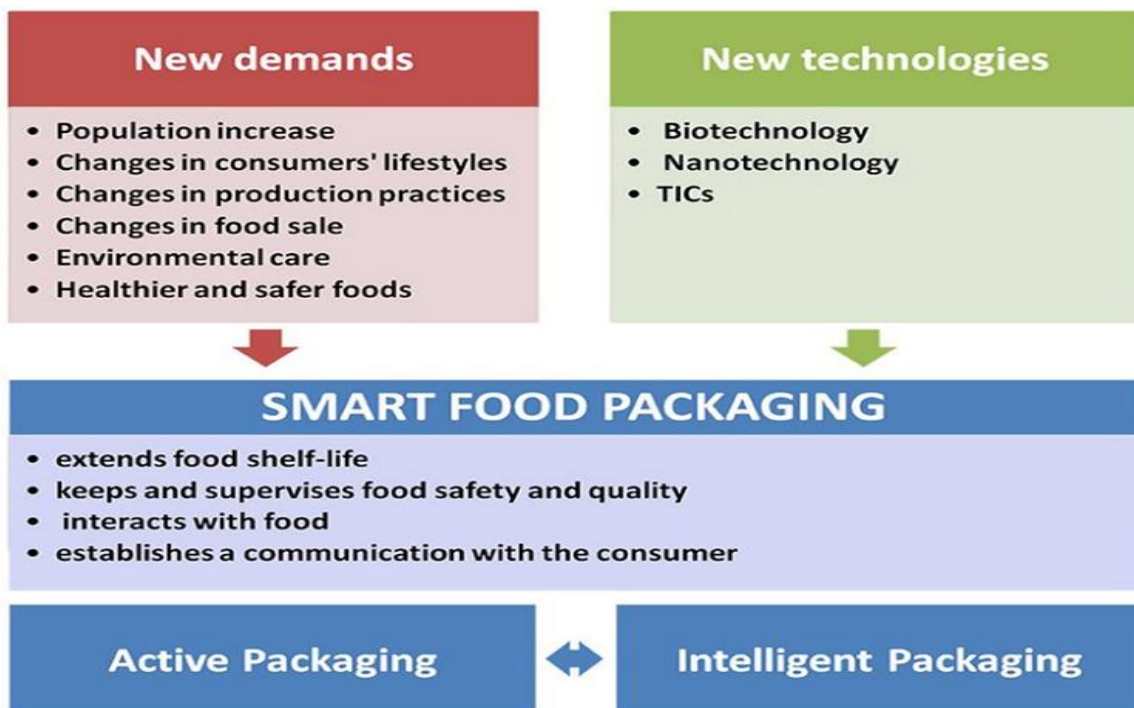 New demands
• Population increase
• Changes in consumers' lifestyles
• Changes in production practices
• Changes in food sale
• Environmental care
• Healthier and safer foods
New technologies
• Biotechnology
• Nanotechnology
• TICs
SMART FOOD PACKAGING
• extends food shelf-life
• keeps and supervises food safety and quality
• interacts with food
• establishes a communication with the consumer
Active Packaging
Intelligent Packaging